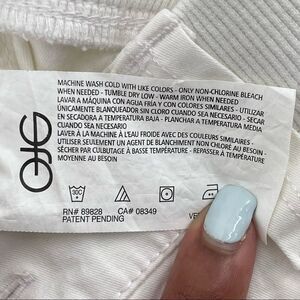 MACHINE WASH COLD WITH LIKE COLORS - ONLY NON-CHLORINE BLEACH
WHEN NEEDED - TUMBLE DRY LOW - WARM IRON WHEN NEEDED
LAVAR A MÁQUINA CON AGUA FRÍA Y CON COLORES SIMILARES - UTILIZAR
ÚNICAMENTE BLANQUEADOR SIN CLORO CUANDO SEA NECESARIO - SECAR
EN SECADORA A TEMPERATURA BAJA - PLANCHAR A TEMPERATURA MEDIA
CUANDO SEA NECESARIO
LAVER À LA MACHINE À L'EAU FROIDE AVEC DES COULEURS SIMILAIRES -
UTILISER SEULEMENT UN AGENT DE BLANCHIMENT NON CHLORÉ AU BESOIN -
SÉCHER PAR CULBUTAGE À BASSE TEMPÉRATURE - REPASSER À TEMPÉRATURE
MOYENNE AU BESOIN
30C
RN# 89828 CA# 08349
PATENT PENDING